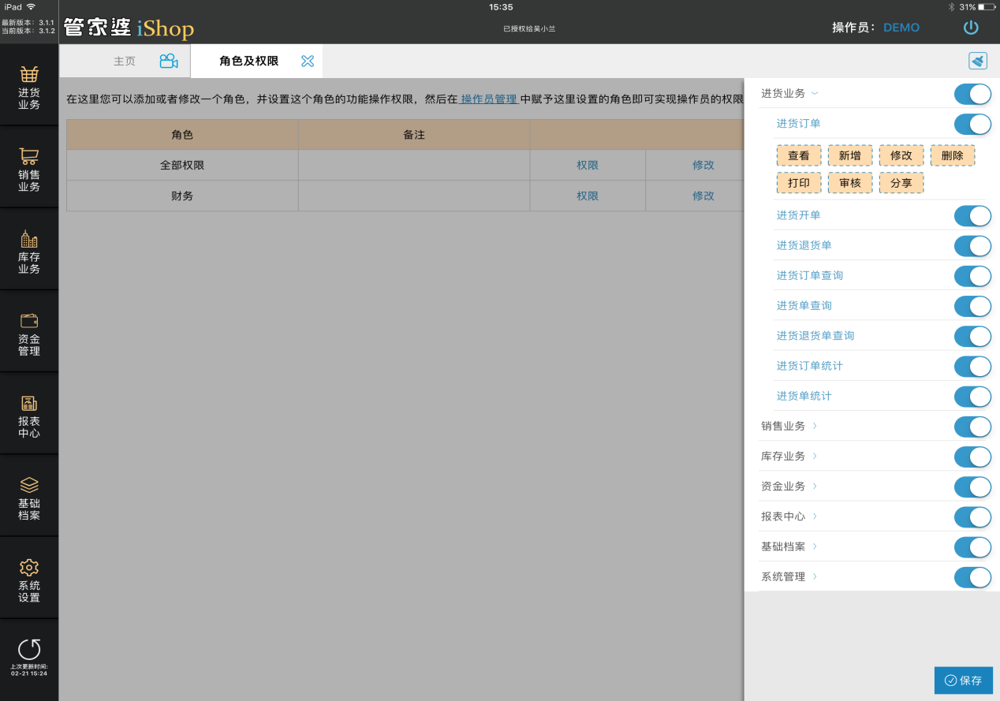 iPad
15:35
31%
最新版本: 3.1.1
当前版本: 3.1.2
管家婆 iShop
已授权给吴小兰
操作员: DEMO
主页
角色及权限
进货
业务
销售
业务
库存
业务
资金
管理
报表
中心
基础
档案
系统
设置
上次更新时间:
02-21 15:24
在这里您可以添加或者修改一个角色，并设置这个角色的功能操作权限，然后在 操作员管理 中赋予这里设置的角色即可实现操作员的权限
角色 备注
全部权限 权限 修改
财务 权限 修改
进货业务
进货订单
查看 新增 修改 删除
打印 审核 分享
进货开单
进货退货单
进货订单查询
进货单查询
进货退货单查询
进货订单统计
进货单统计
销售业务
库存业务
资金业务
报表中心
基础档案
系统管理
保存